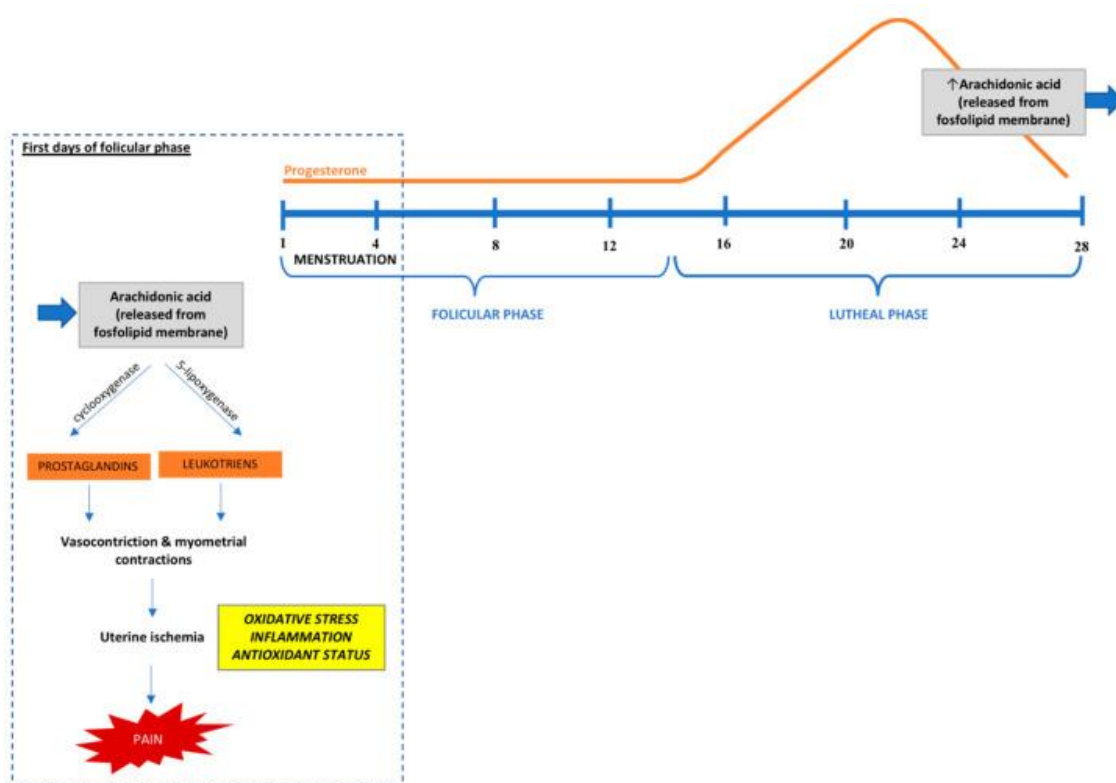 ↑Arachidonic acid
(released from
fosfolipid membrane)
First days of folicular phase
Progesterone
1 4 8 12 16 20 24 28
MENSTRUATION
FOLICULAR PHASE LUTHEAL PHASE
Arachidonic acid
(released from
fosfolipid membrane)
cyclooxygenase 5-lipoxygenase
PROSTAGLANDINS LEUKOTRIENS
Vasocontriction & myometrial
contractions
Uterine ischemia
OXIDATIVE STRESS
INFLAMMATION
ANTIOXIDANT STATUS
PAIN